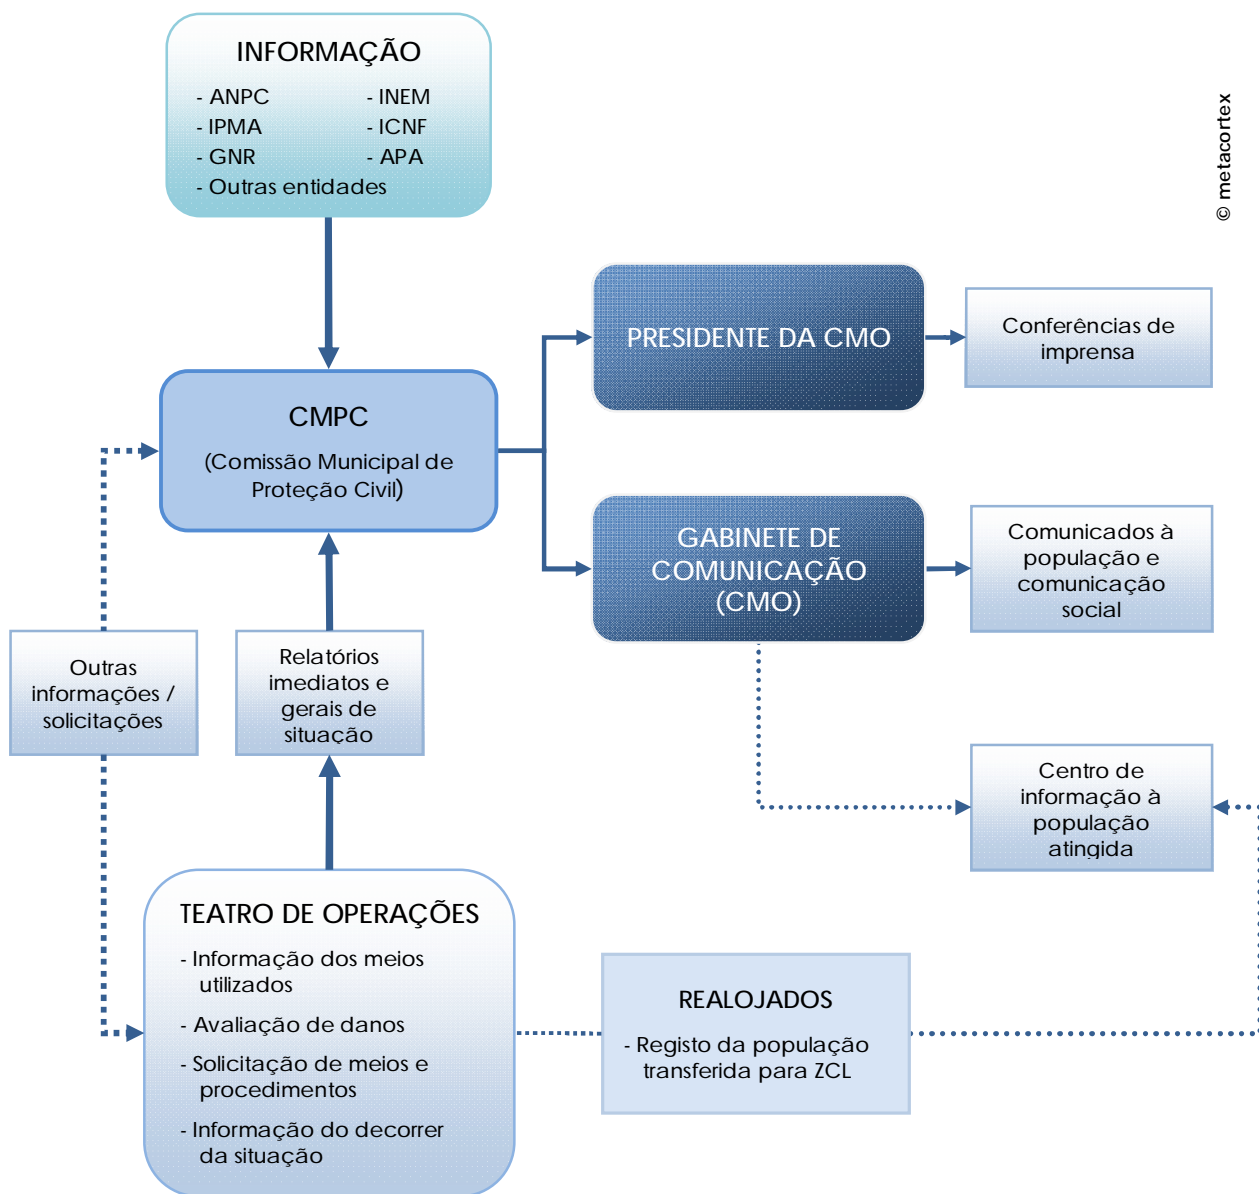 INFORMAÇÃO
- ANPC
- INEM
- IPMA
- ICNF
- GNR
- APA
- Outras entidades
© metacortex
PRESIDENTE DA CMO
Conferências de
imprensa
CMPC
(Comissão Municipal de
Proteção Civil)
GABINETE DE
COMUNICAÇÃO
(CMO)
Comunicados à
população e
comunicação
social
Outras
informações /
solicitações
Relatórios
imediatos e
gerais de
situação
Centro de
informação à
população
atingida
TEATRO DE OPERAÇÕES
- Informação dos meios
utilizados
- Avaliação de danos
- Solicitação de meios e
procedimentos
- Informação do decorrer
da situação
REALOJADOS
- Registo da população
transferida para ZCL